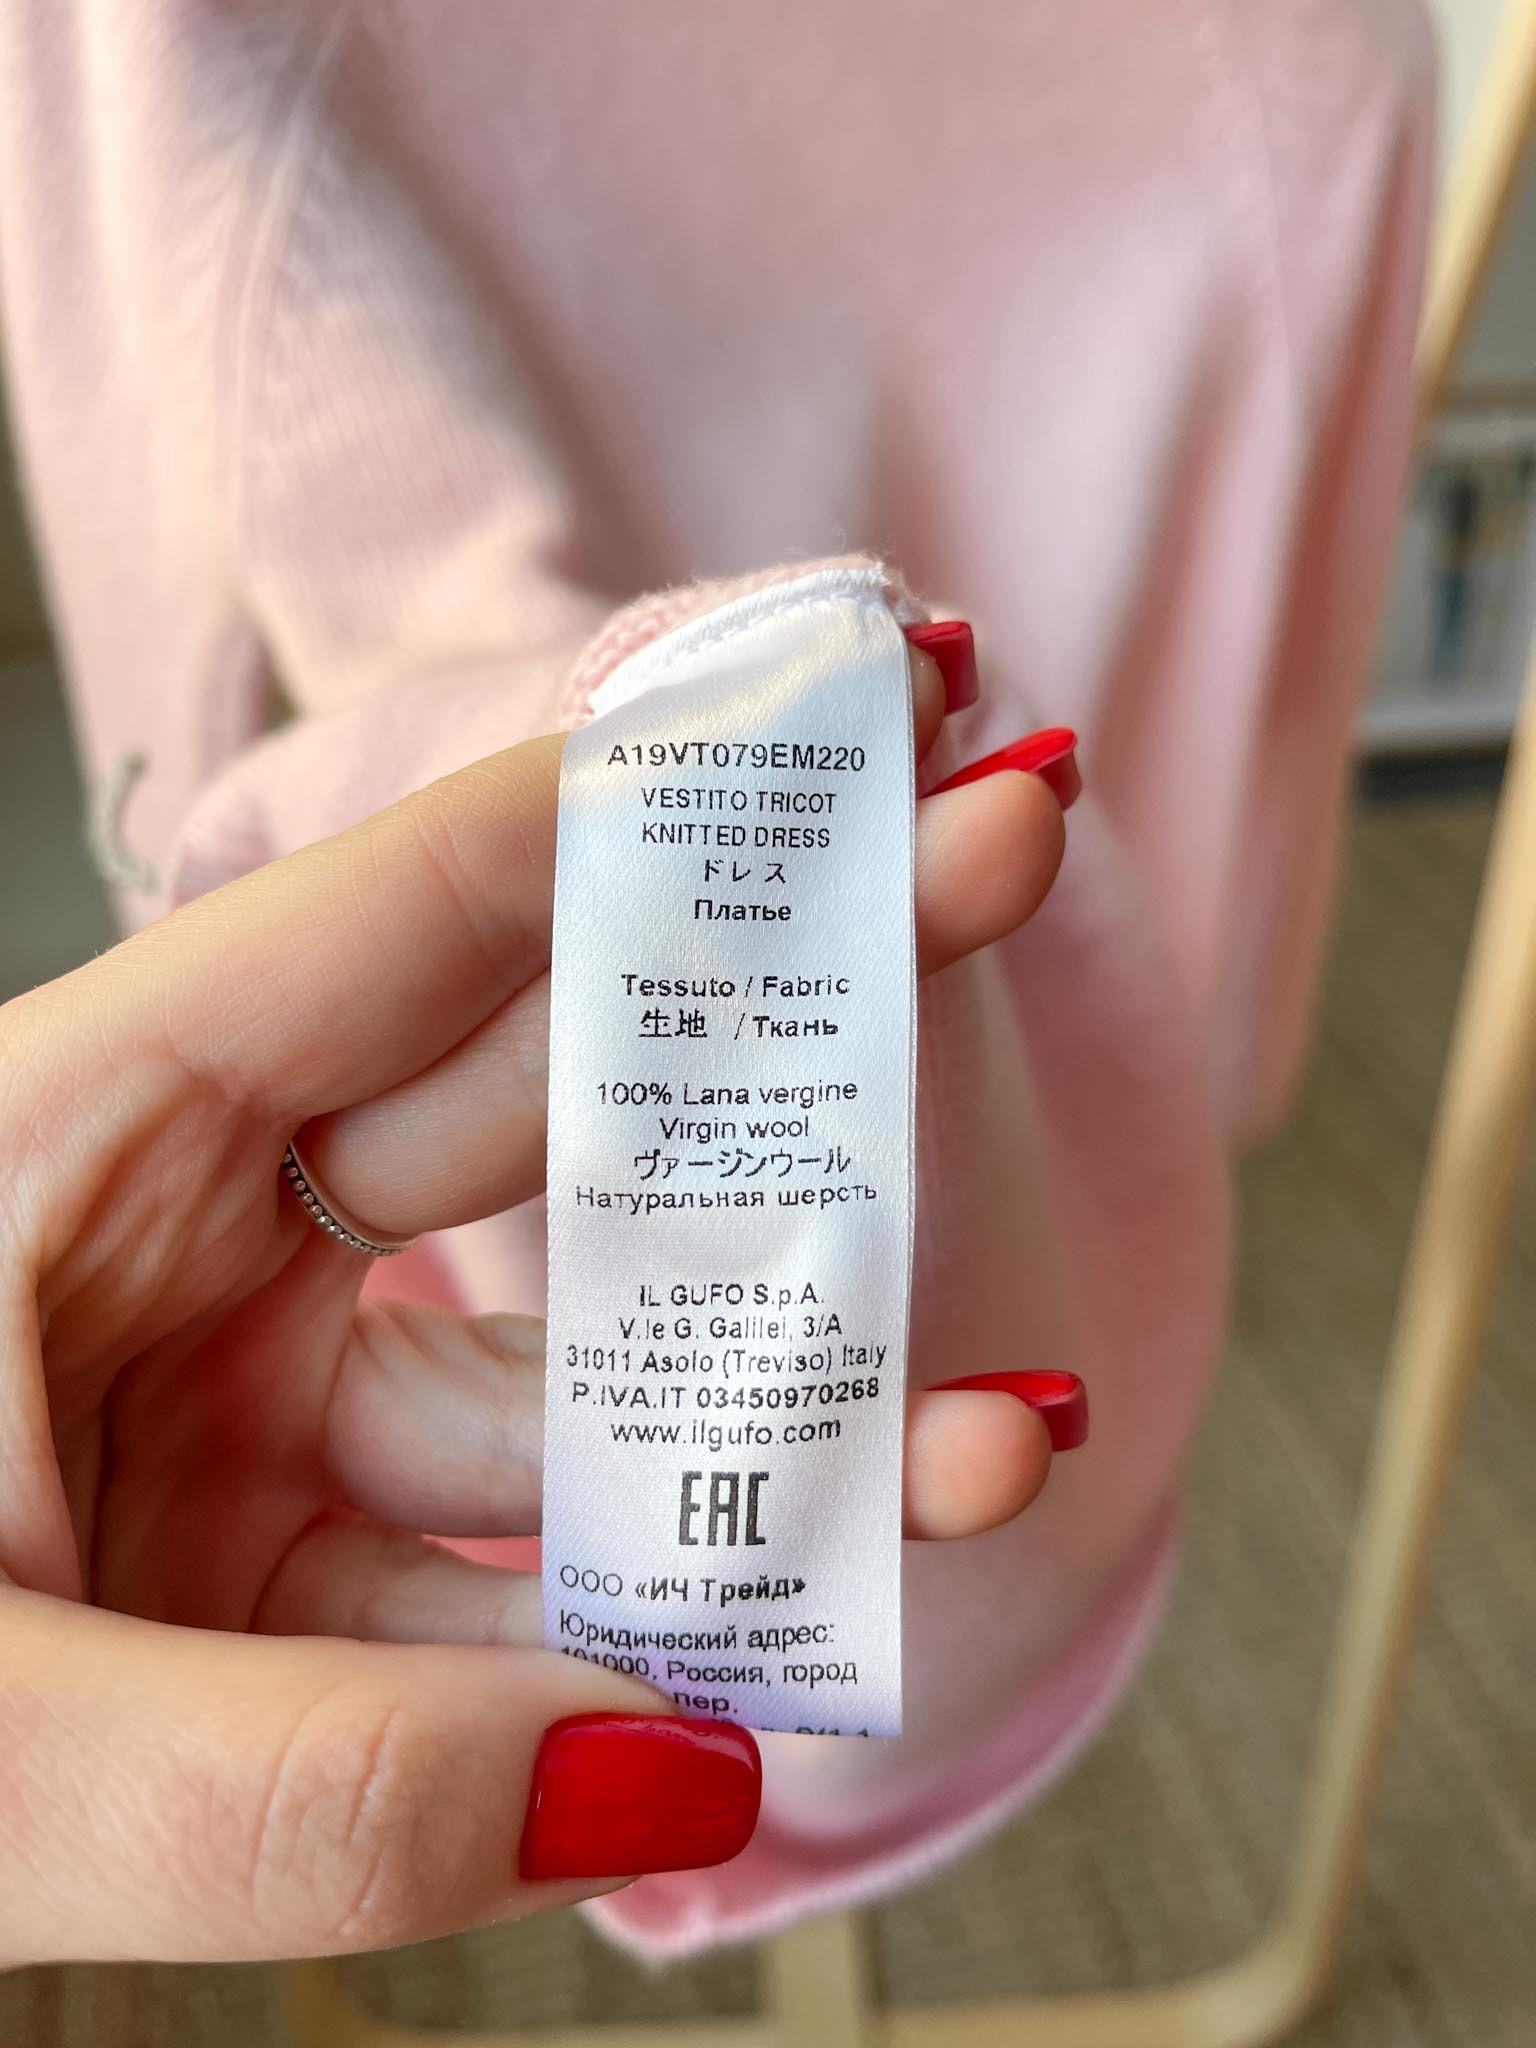 A19VT079EM220
VESTITO TRICOT
KNITTED DRESS
ドレス
Платье
Tessuto / Fabric
生地 / Ткань
100% Lana vergine
Virgin wool
ヴァージンウール
Натуральная шерсть
IL GUFO S.p.A.
V.le G. Galilei, 3/A
31011 Asolo (Treviso) Italy
P.IVA.IT 03450970268
www.ilgufo.com
EAC
ООО «ИЧ Трейд»
Юридический адрес:
101000, Россия, город
пер.